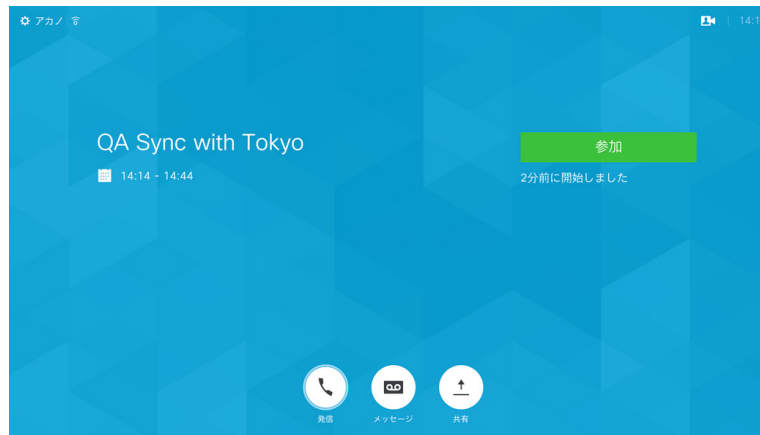 アカノ
QA Sync with Tokyo
14:14 - 14:44
参加
2分前に開始しました
発信
メッセージ
共有